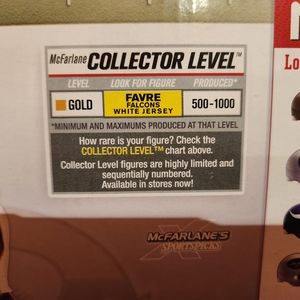 McFarlane COLLECTOR LEVEL™
LEVEL LOOK FOR FIGURE PRODUCED*
GOLD FAVRE FALCONS WHITE JERSEY 500-1000
*MINIMUM AND MAXIMUMS PRODUCED AT THAT LEVEL
How rare is your figure? Check the
COLLECTOR LEVEL™ chart above.
Collector Level figures are highly limited and
sequentially numbered.
Available in stores now!
McFARLANE'S
SPORTSPICKS
Lo